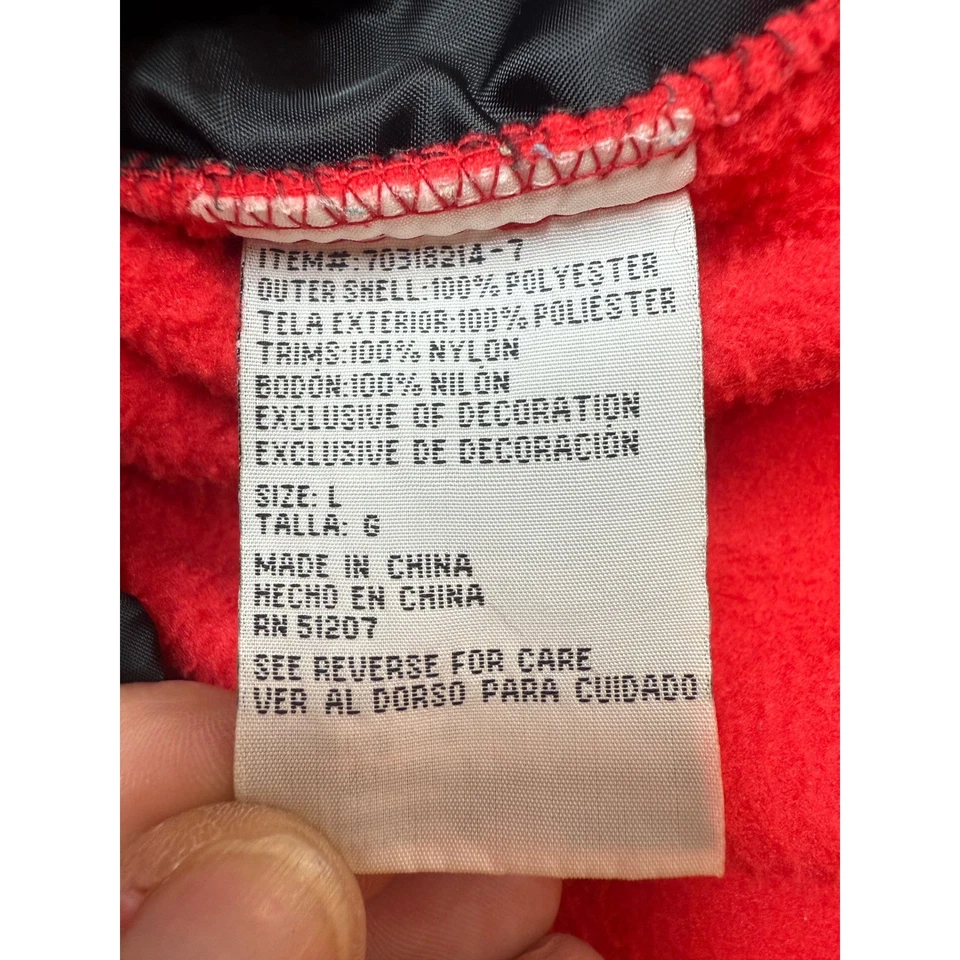 ITEM#:70318214-7
OUTER SHELL:100% POLYESTER
TELA EXTERIOR:100% POLIÉSTER
TRIMS:100% NYLON
BODÓN:100% NILÓN
EXCLUSIVE OF DECORATION
EXCLUSIVE DE DECORACIÓN
SIZE: L
TALLA: G
MADE IN CHINA
HECHO EN CHINA
RN 51207
SEE REVERSE FOR CARE
VER AL DORSO PARA CUIDADO